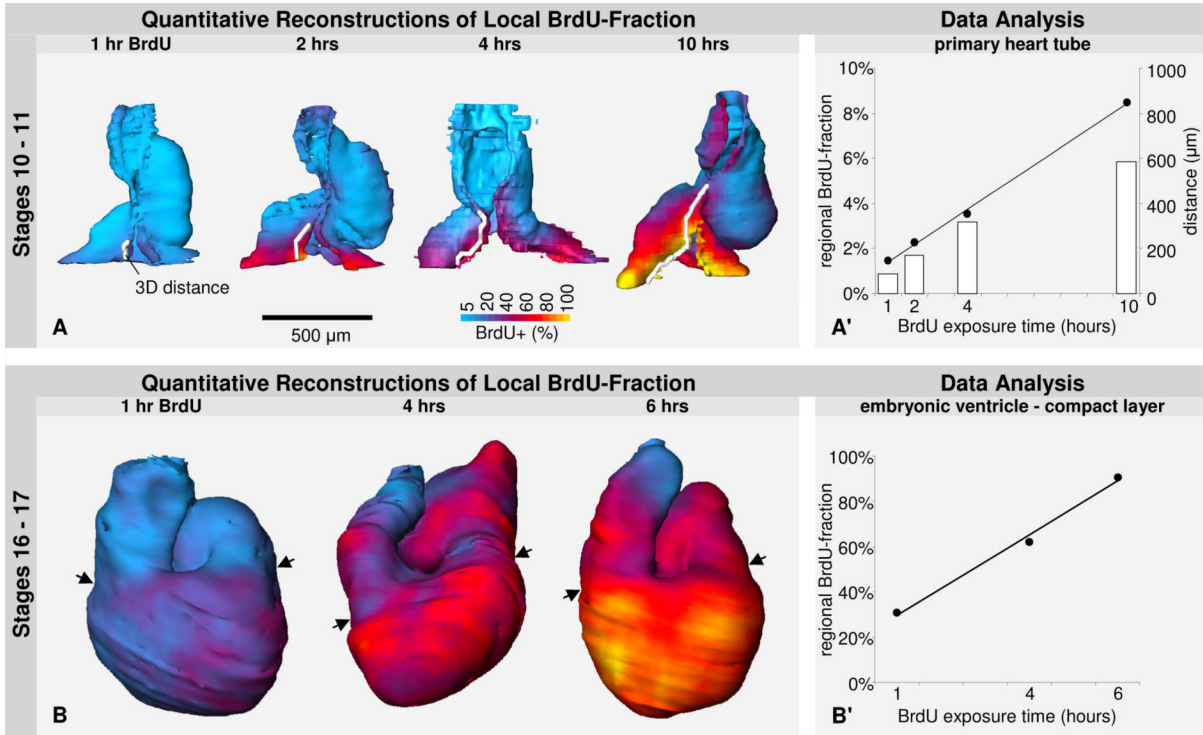 Quantitative Reconstructions of Local BrdU-Fraction
Data Analysis
1 hr BrdU
2 hrs
4 hrs
10 hrs
primary heart tube
Stages 10 - 11
3D distance
500 µm
5 20 40 60 80 100
BrdU+ (%)
A
10%
8%
6%
4%
2%
0%
regional BrdU-fraction
1000
800
600
400
200
0
distance (µm)
1 2 4 10
BrdU exposure time (hours)
A'
Quantitative Reconstructions of Local BrdU-Fraction
Data Analysis
1 hr BrdU
4 hrs
6 hrs
embryonic ventricle - compact layer
Stages 16 - 17
B
100%
80%
60%
40%
20%
0%
regional BrdU-fraction
1 4 6
BrdU exposure time (hours)
B'